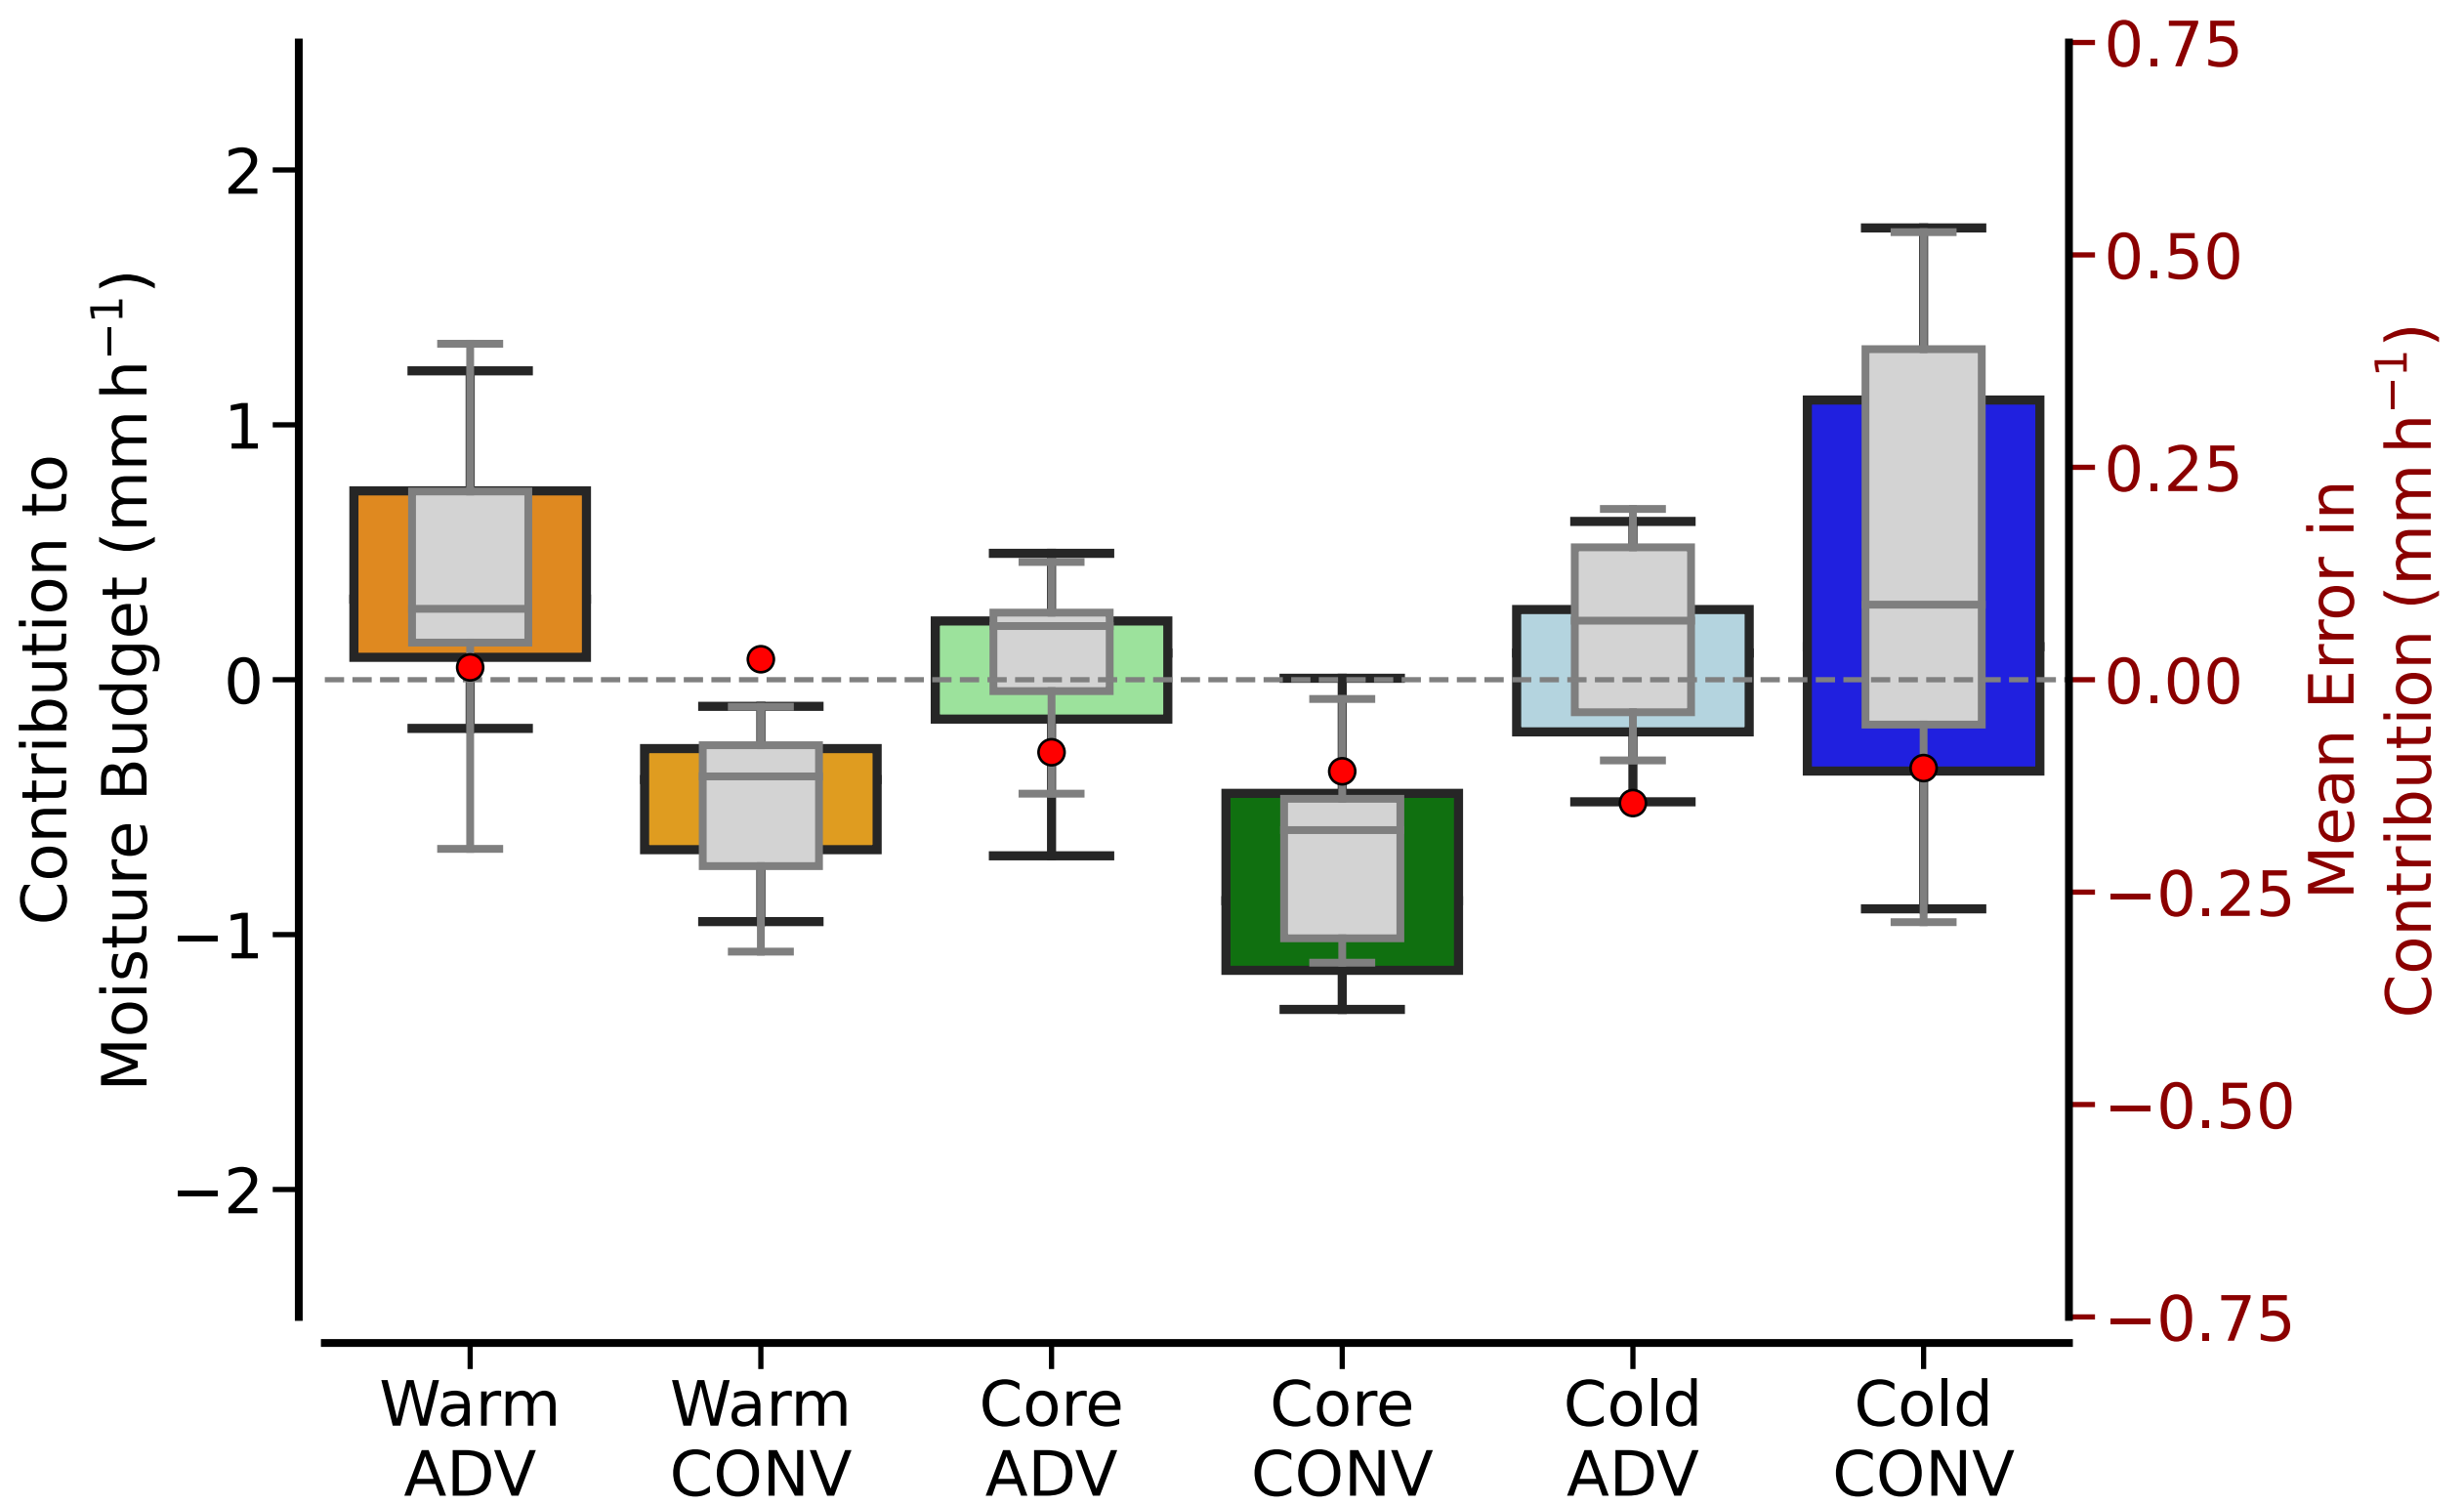 Contribution to
Moisture Budget (mm h⁻¹)
2
1
0
−1
−2
0.75
0.50
0.25
0.00
−0.25
−0.50
−0.75
Mean Error in
Contribution (mm h⁻¹)
Warm
ADV
Warm
CONV
Core
ADV
Core
CONV
Cold
ADV
Cold
CONV